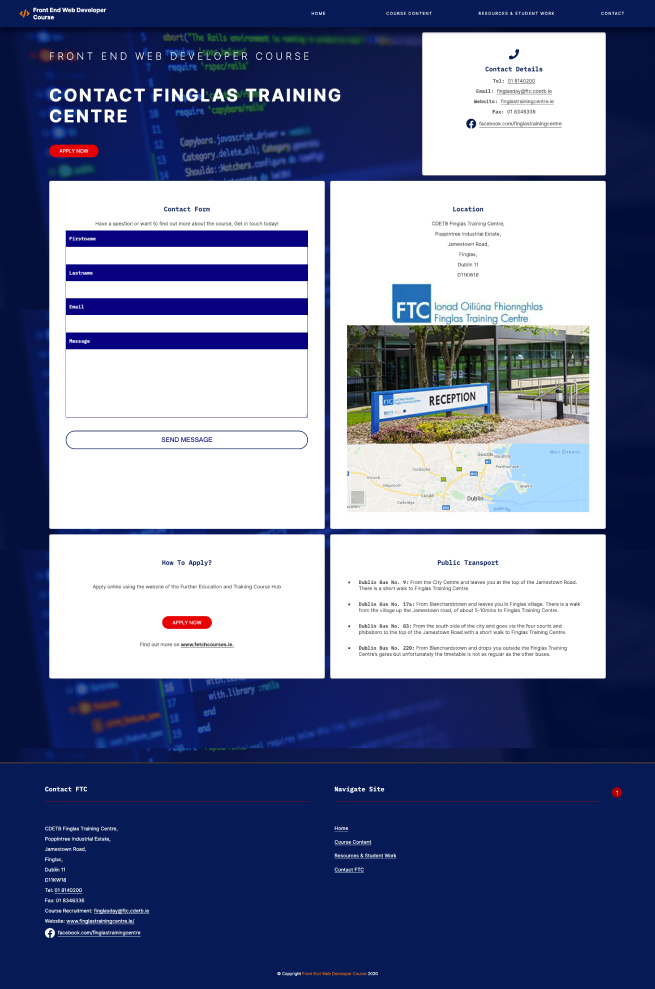 Front End Web Developer
Course
HOME
COURSE CONTENT
RESOURCES & STUDENT WORK
CONTACT
FRONT END WEB DEVELOPER COURSE
CONTACT FINGLAS TRAINING
CENTRE
APPLY NOW
Contact Details
Tel: 01 8140200
Email: finglasday@ftc.cdetb.ie
Website: finglastrainingcentre.ie
Fax: 01 8348336
facebook.com/finglastrainingcentre
Contact Form
Have a question or want to find out more about the course, Get in touch today!
Firstname
Lastname
Email
Message
SEND MESSAGE
Location
CDETB Finglas Training Centre,
Poppintree Industrial Estate,
Jamestown Road,
Finglas,
Dublin 11
D11KW18
FTC Ionad Oiliúna Fhionnghlas
Finglas Training Centre
FTC
RECEPTION
Dublin
How To Apply?
Apply online using the website of the Further Education and Training Course Hub
APPLY NOW
Find out more on www.fetchcourses.ie.
Public Transport
Dublin Bus No. 9: From the City Centre and leaves you at the top of the Jamestown Road.
There is a short walk to Finglas Training Centre.
Dublin Bus No. 17a: From Blanchardstown and leaves you in Finglas village. There is a walk
from the village up the Jamestown road, of about 5-10mins to Finglas Training Centre.
Dublin Bus No. 83: From the south side of the city and goes via the four courts and
phibsboro to the top of the Jamestown Road with a short walk to Finglas Training Centre.
Dublin Bus No. 220: From Blanchardstown and drops you outside the Finglas Training
Centre's gates but unfortunately the timetable is not as regular as the other buses.
Contact FTC
CDETB Finglas Training Centre,
Poppintree Industrial Estate,
Jamestown Road,
Finglas,
Dublin 11
D11KW18
Tel: 01 8140200
Fax: 01 8348336
Course Recruitment: finglasday@ftc.cdetb.ie
Website: www.finglastrainingcentre.ie/
facebook.com/finglastrainingcentre
Navigate Site
Home
Course Content
Resources & Student Work
Contact FTC
© Copyright Front End Web Developer Course 2020